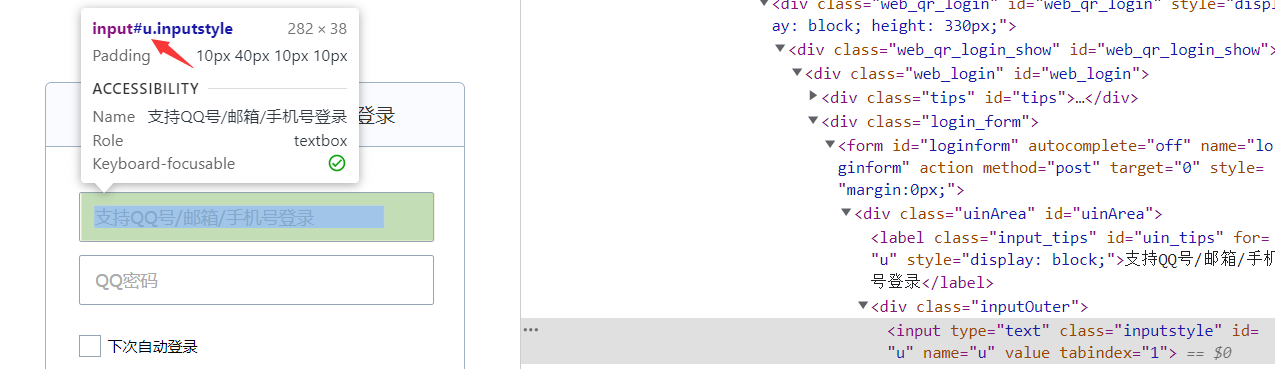 input#u.inputstyle 282 × 38
Padding 10px 40px 10px 10px
ACCESSIBILITY
Name 支持QQ号/邮箱/手机号登录
Role textbox
Keyboard-focusable
登录
支持QQ号/邮箱/手机号登录
QQ密码
下次自动登录
<div class="web_qr_login" id="web_qr_login" style="displ
ay: block; height: 330px;">
<div class="web_qr_login_show" id="web_qr_login_show">
<div class="web_login" id="web_login">
<div class="tips" id="tips">…</div>
<div class="login_form">
<form id="loginform" autocomplete="off" name="lo
ginform" action method="post" target="0" style=
"margin:0px;">
<div class="uinArea" id="uinArea">
<label class="input_tips" id="uin_tips" for=
"u" style="display: block;">支持QQ号/邮箱/手机
号登录</label>
<div class="inputOuter">
<input type="text" class="inputstyle" id=
"u" name="u" value tabindex="1"> == $0